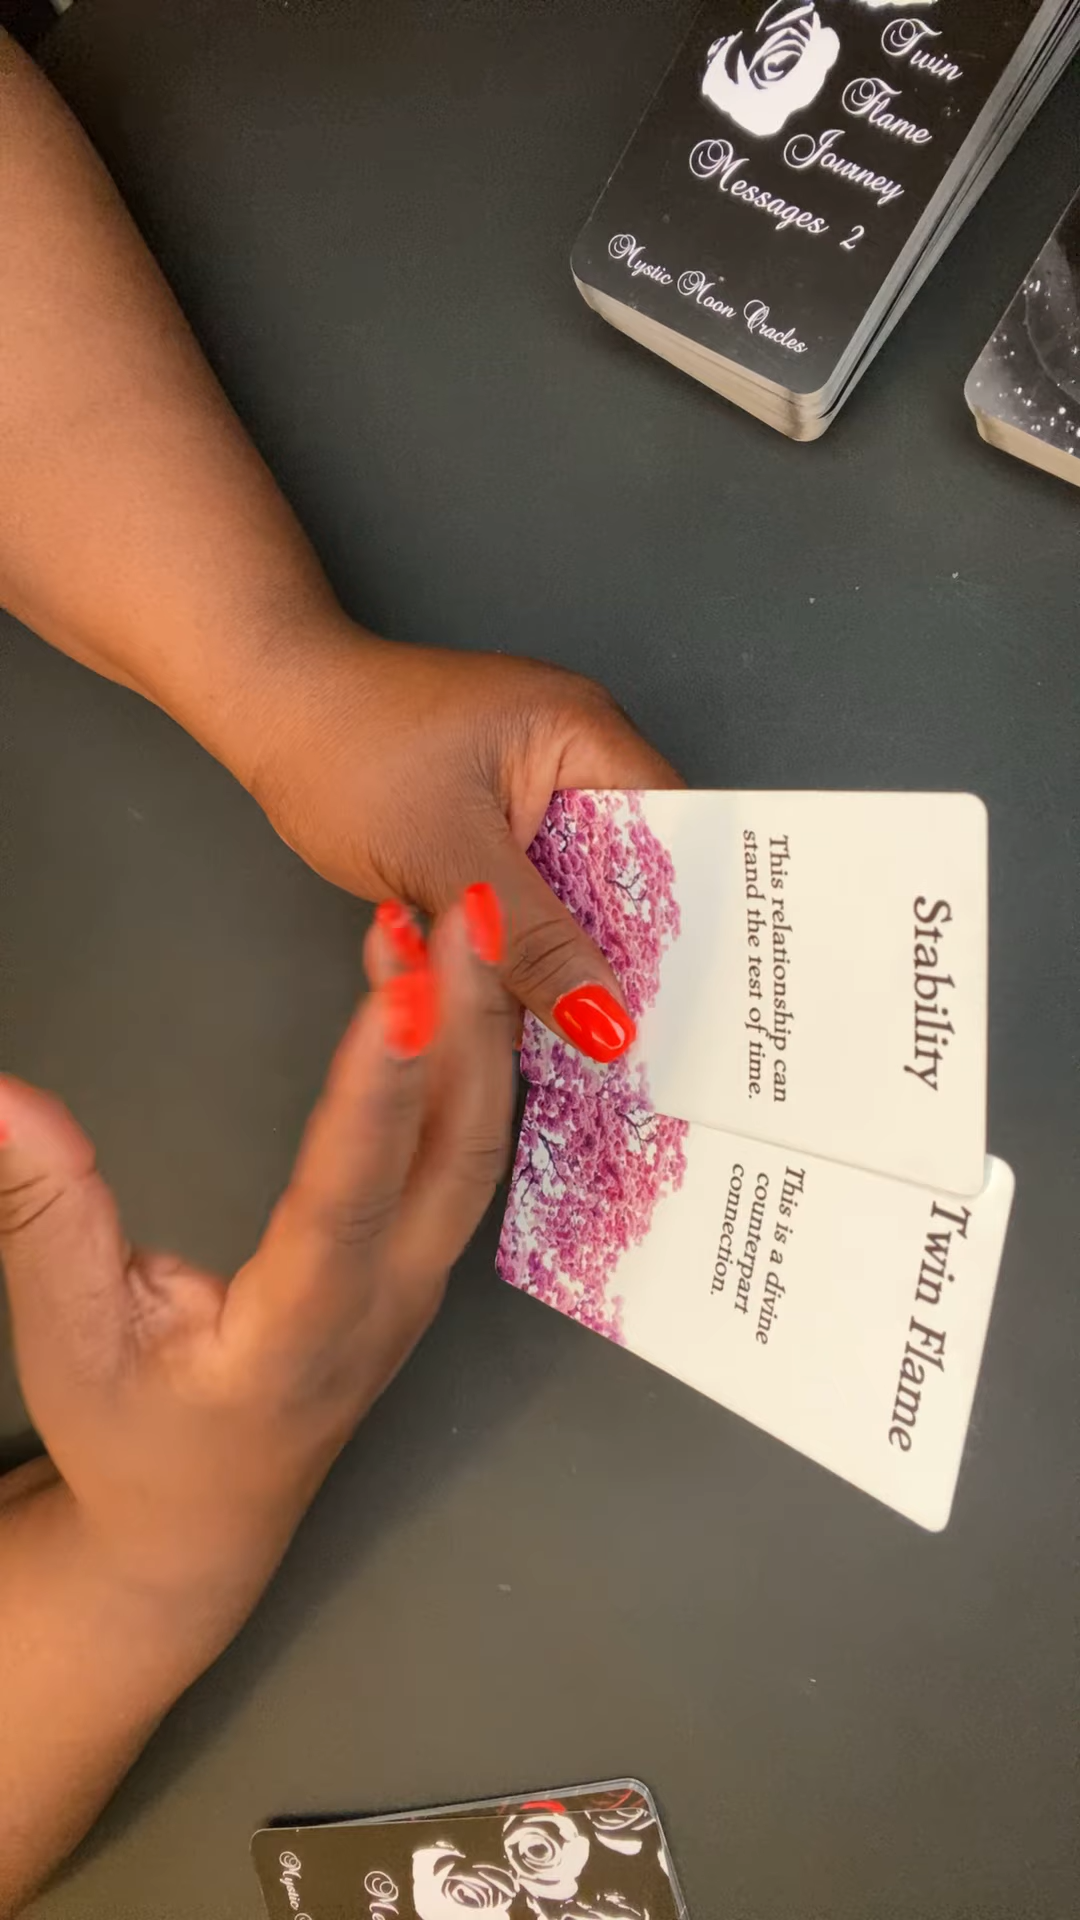 Twin
Flame
Journey
Messages 2
Mystic Moon Oracles
Stability
This relationship can
stand the test of time.
Twin Flame
This is a divine
counterpart
connection.
Mystic